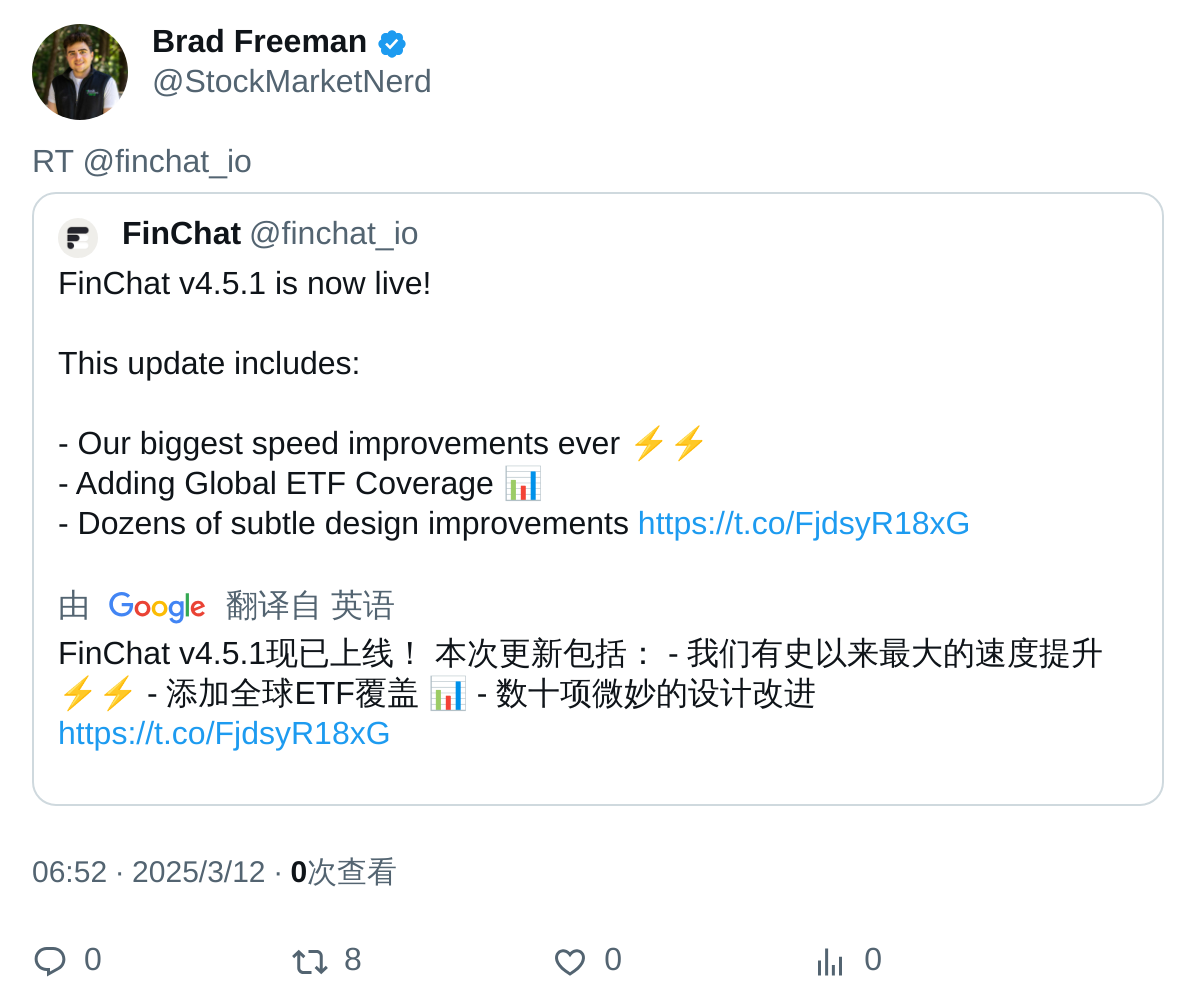 Brad Freeman
@StockMarketNerd
RT @finchat_io
FinChat @finchat_io
FinChat v4.5.1 is now live!
This update includes:
- Our biggest speed improvements ever ⚡⚡
- Adding Global ETF Coverage 📊
- Dozens of subtle design improvements https://t.co/FjdsyR18xG
由 Google 翻译自 英语
FinChat v4.5.1现已上线！ 本次更新包括： - 我们有史以来最大的速度提升
⚡⚡ - 添加全球ETF覆盖 📊 - 数十项微妙的设计改进
https://t.co/FjdsyR18xG
06:52 · 2025/3/12 · 0次查看
0 8 0 0